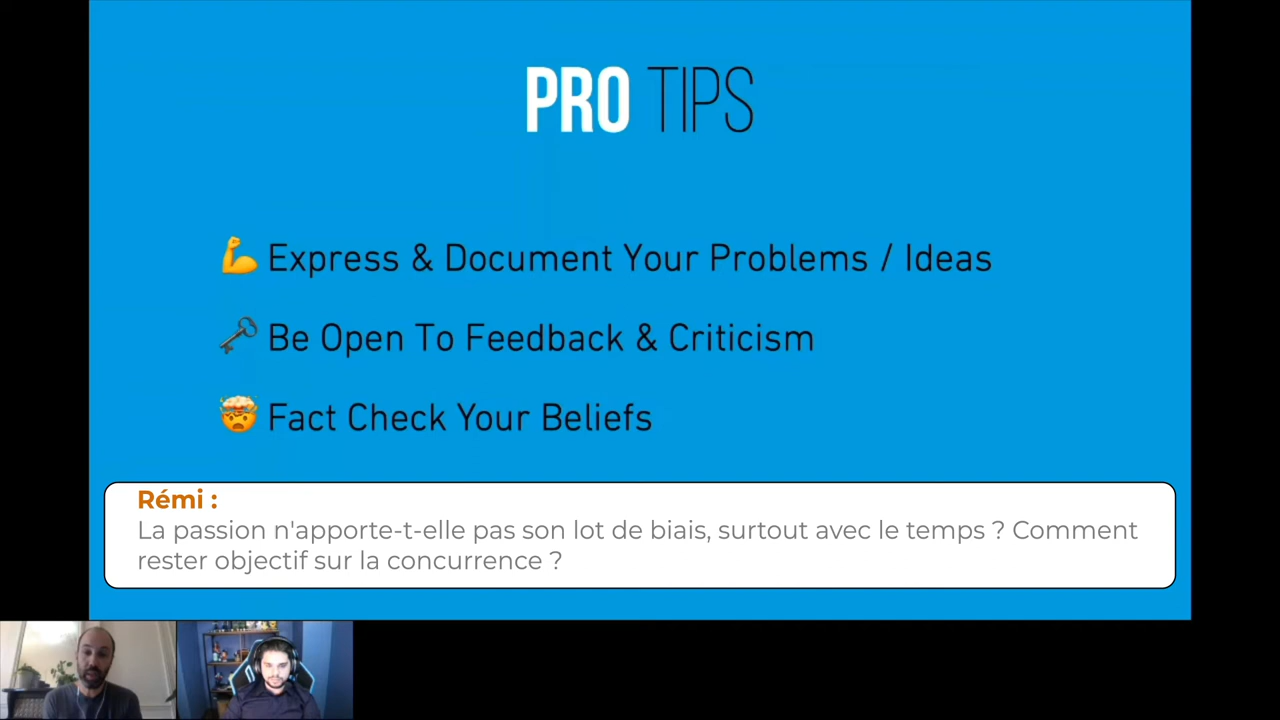 PRO TIPS
💪 Express & Document Your Problems / Ideas
🗝 Be Open To Feedback & Criticism
🤯 Fact Check Your Beliefs
Rémi :
La passion n'apporte-t-elle pas son lot de biais, surtout avec le temps ? Comment
rester objectif sur la concurrence ?